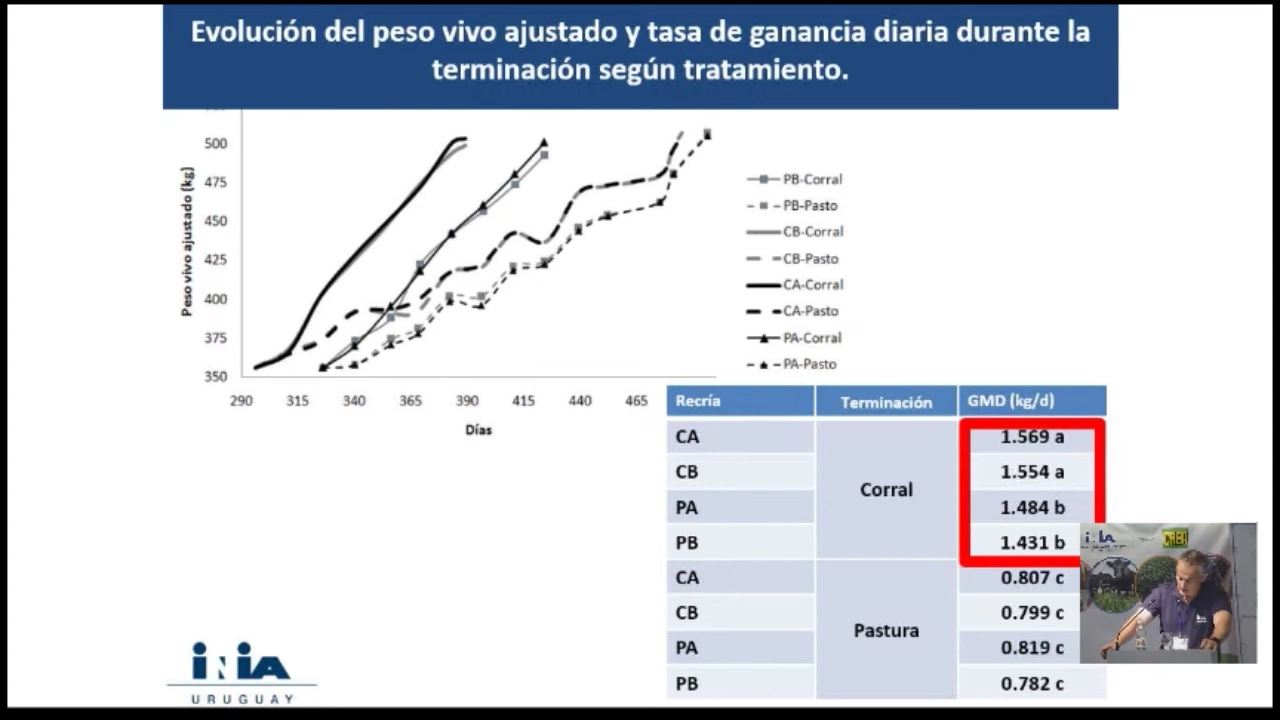 Evolución del peso vivo ajustado y tasa de ganancia diaria durante la
terminación según tratamiento.
Peso vivo ajustado (kg)
500
475
450
425
400
375
350
290 315 340 365 390 415 440 465
Días
PB-Corral
PB-Pasto
CB-Corral
CB-Pasto
CA-Corral
CA-Pasto
PA-Corral
PA-Pasto
Recría Terminación GMD (kg/d)
CA 1.569 a
CB 1.554 a
Corral
PA 1.484 b
PB 1.431 b
CA 0.807 c
CB 0.799 c
Pastura
PA 0.819 c
PB 0.782 c
INIA
URUGUAY
CREA